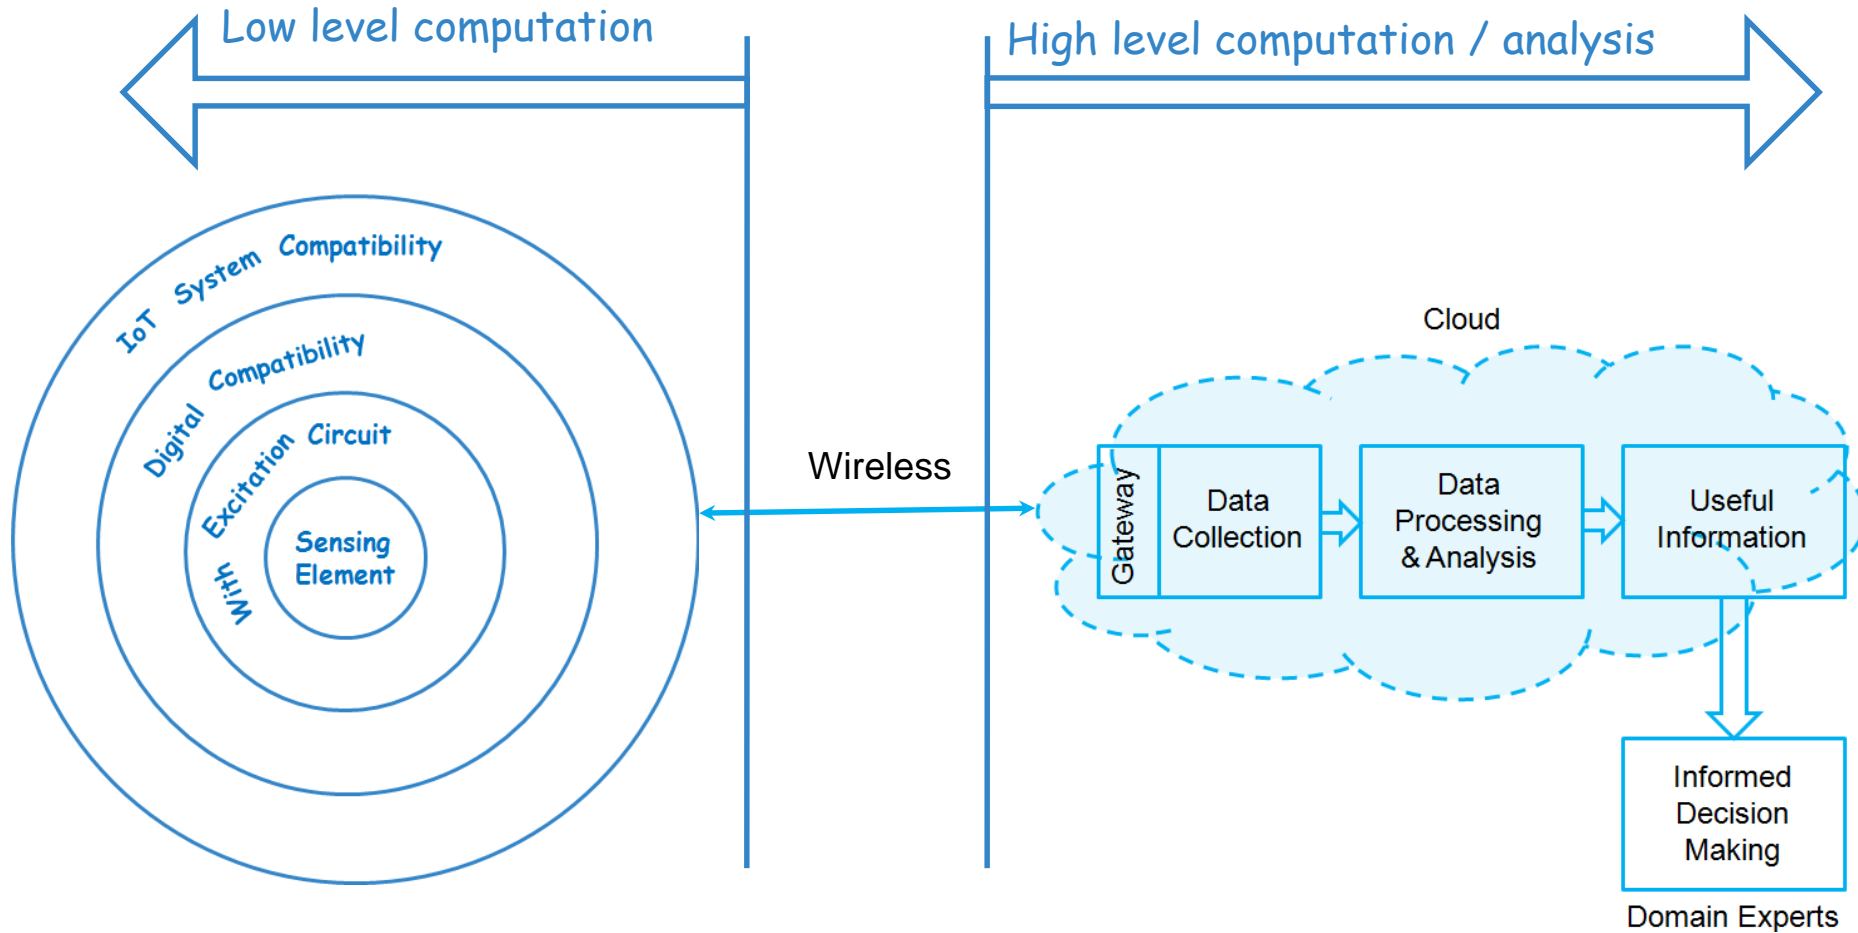 Low level computation
High level computation / analysis
IoT System Compatibility
Digital Compatibility
With Excitation Circuit
Sensing
Element
Wireless
Cloud
Gateway
Data
Collection
Data
Processing
& Analysis
Useful
Information
Informed
Decision
Making
Domain Experts